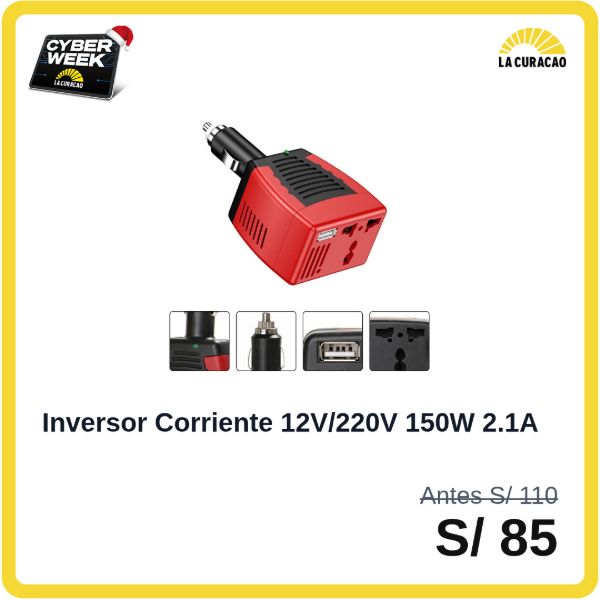 CYBER
WEEK
LA CURACAO
LA CURACAO
Inversor Corriente 12V/220V 150W 2.1A
Antes S/ 110
S/ 85